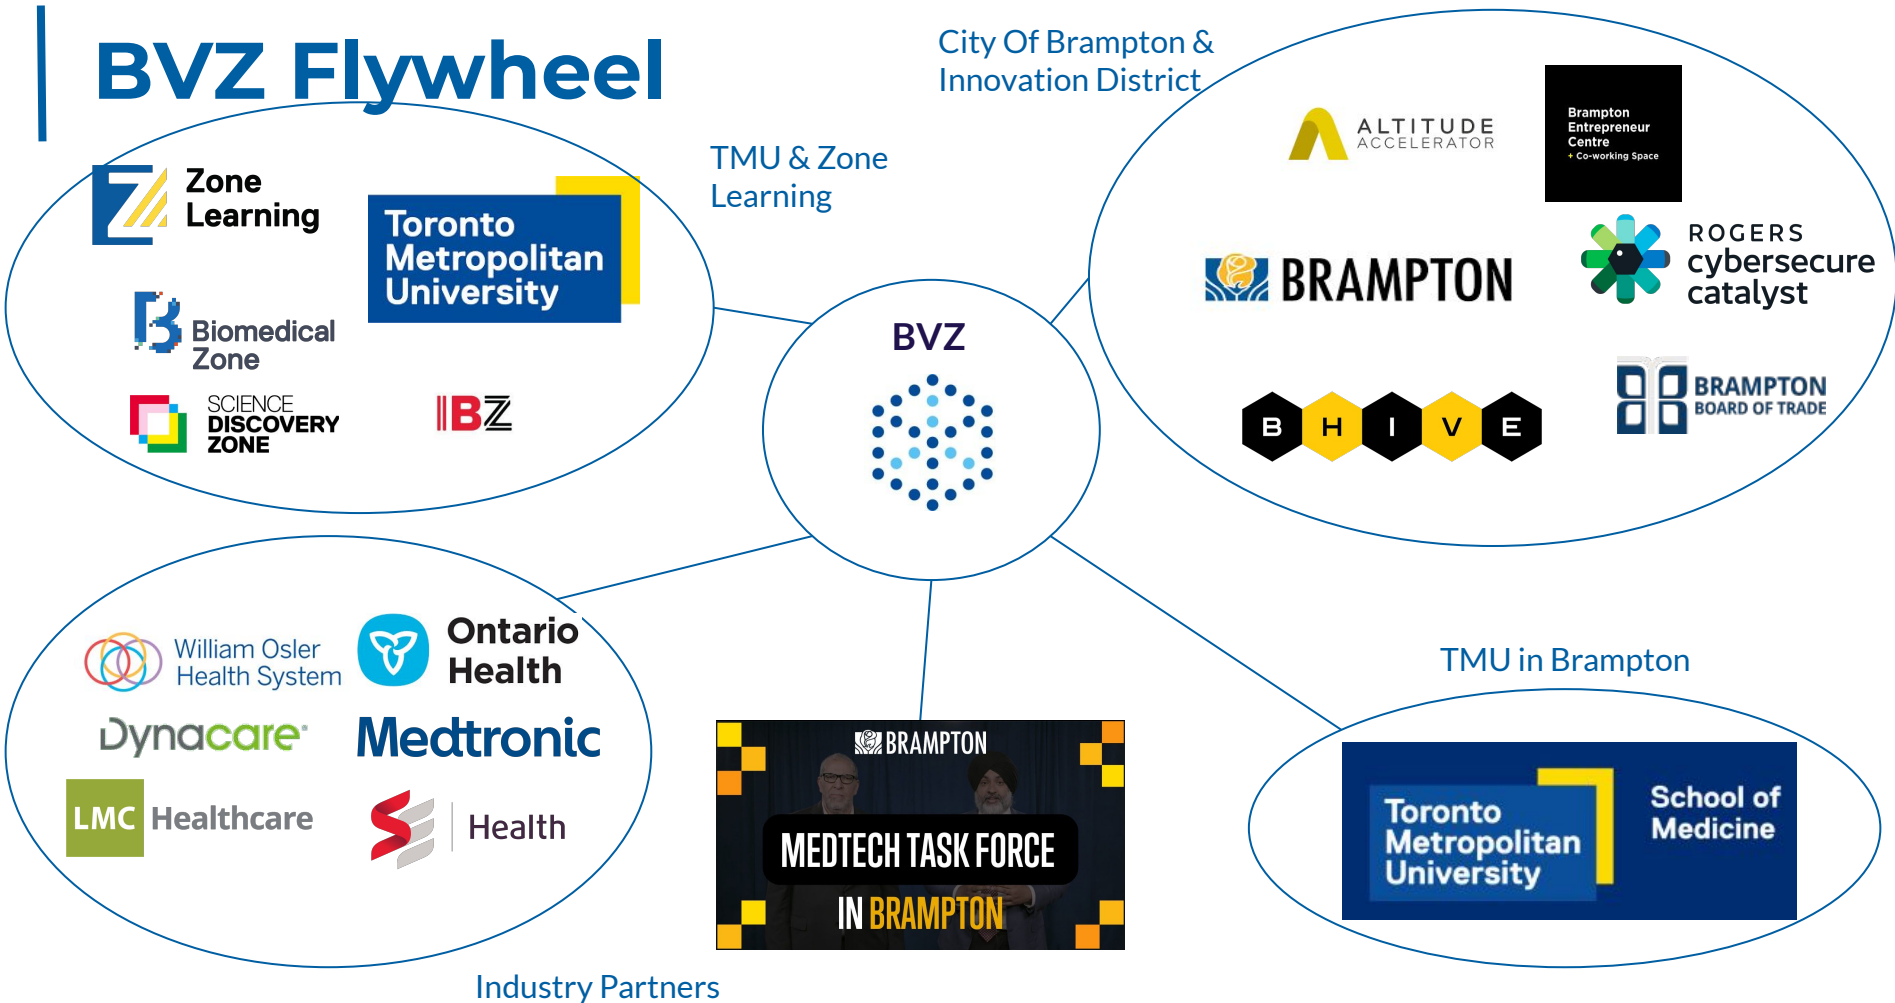 BVZ Flywheel
City Of Brampton &
Innovation District
TMU & Zone
Learning
Zone
Learning
Toronto
Metropolitan
University
Biomedical
Zone
SCIENCE
DISCOVERY
ZONE
IBZ
BVZ
ALTITUDE
ACCELERATOR
Brampton
Entrepreneur
Centre
+ Co-working Space
BRAMPTON
ROGERS
cybersecure
catalyst
BHIVE
BRAMPTON
BOARD OF TRADE
William Osler
Health System
Ontario
Health
Dynacare
Medtronic
LMC Healthcare
SE Health
Industry Partners
BRAMPTON
MEDTECH TASK FORCE
IN BRAMPTON
TMU in Brampton
Toronto
Metropolitan
University
School of
Medicine